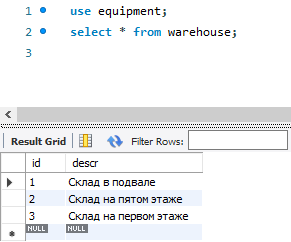 1 use equipment;
2 select * from warehouse;
3
Result Grid Filter Rows:
id descr
1 Склад в подвале
2 Склад на пятом этаже
3 Склад на первом этаже
NULL NULL